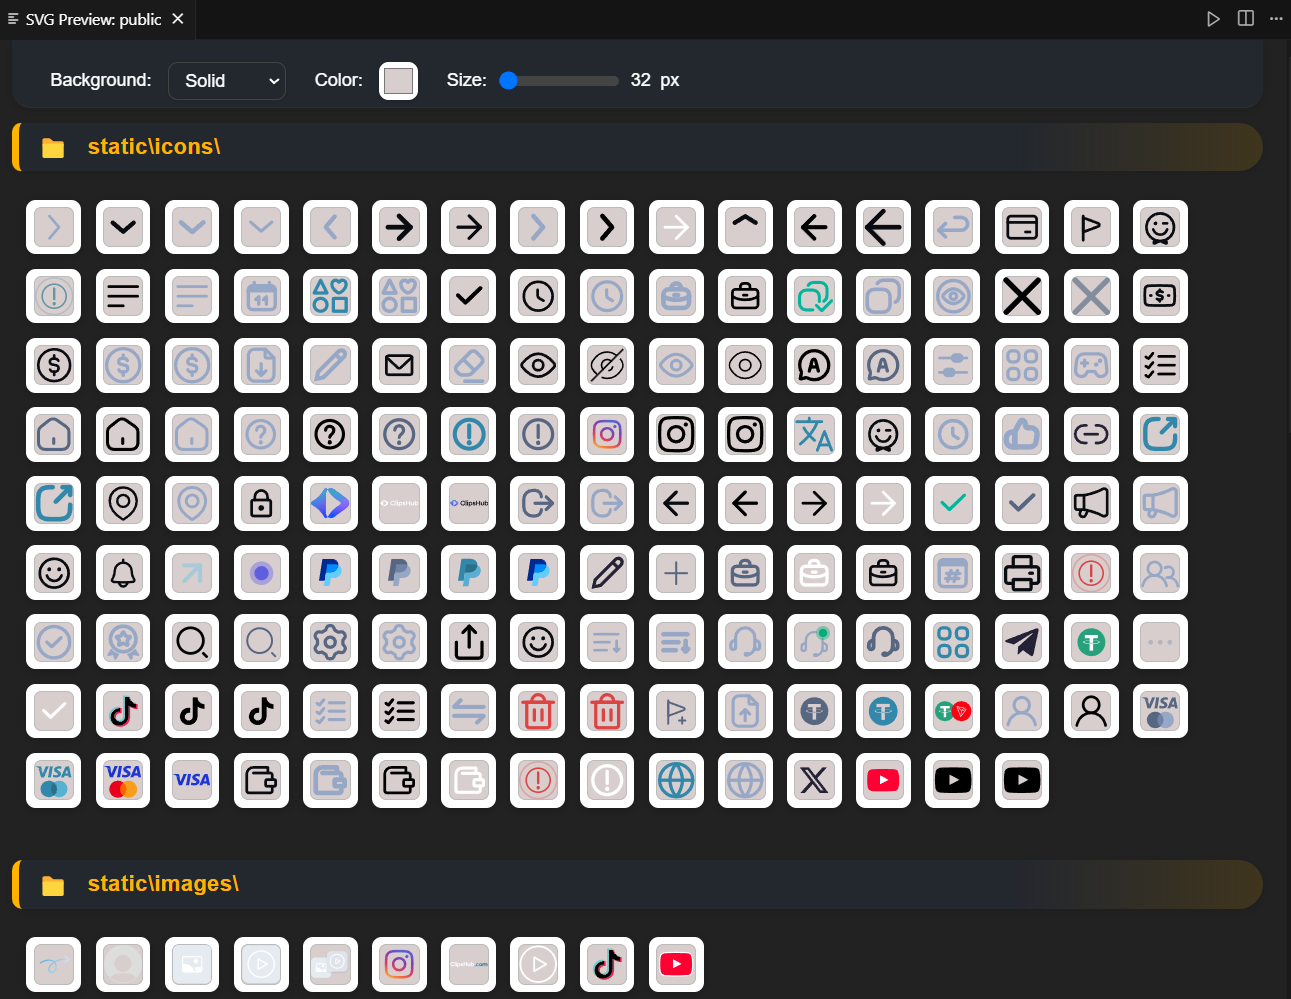 SVG Preview: public
Background: Solid Color: Size: 32 px
static\icons\
11
$
$ $ $ A A
? ? ? A
ClipsHub ClipsHub
#
VISA
VISA VISA VISA
static\images\
ClipsHub.com